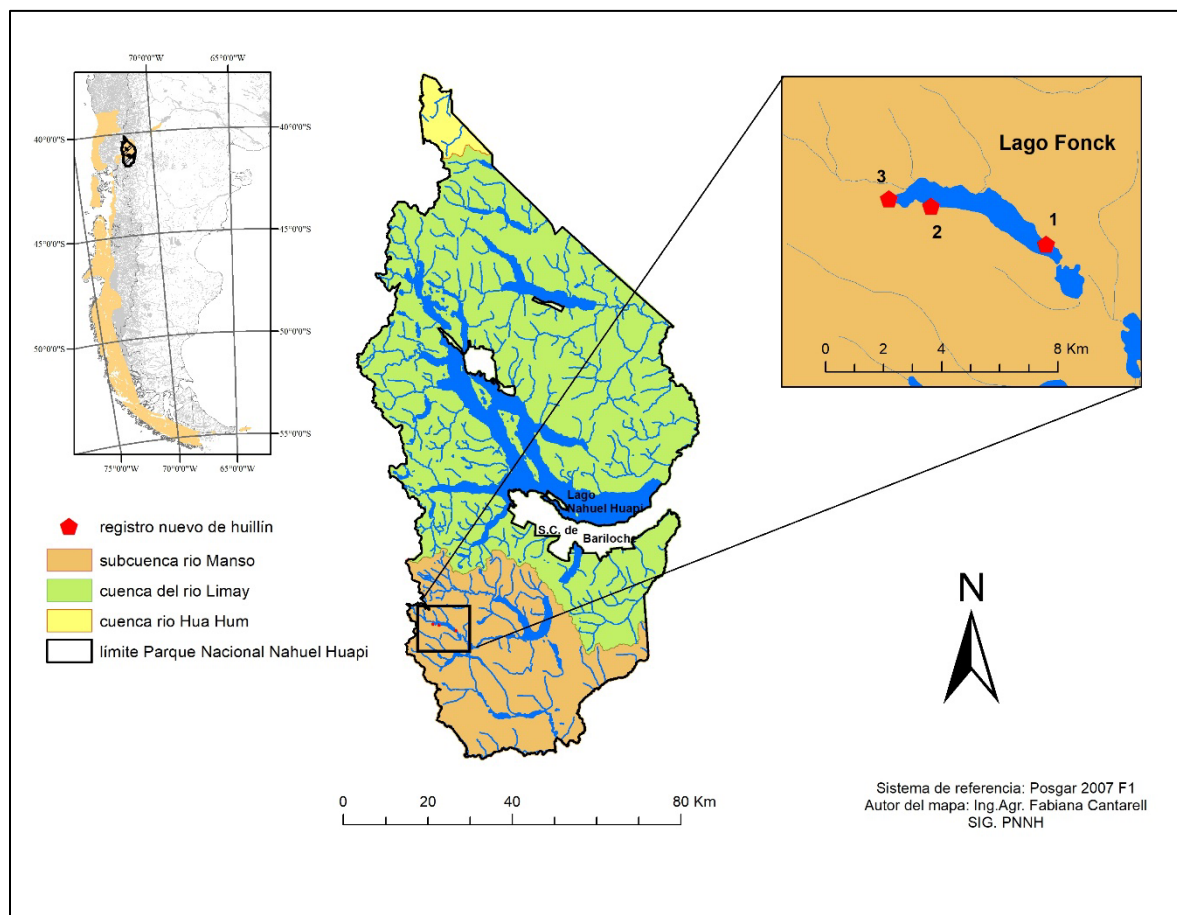 70°0'0"W 65°0'0"W
40°0'0"S 40°0'0"S
45°0'0"S 45°0'0"S
50°0'0"S 50°0'0"S
55°0'0"S
75°0'0"W 70°0'0"W 65°0'0"W
registro nuevo de huillín
subcuenca rio Manso
cuenca del rio Limay
cuenca rio Hua Hum
límite Parque Nacional Nahuel Huapi
Lago
Nahuel Huapi
S.C. de Bariloche
0 20 40 80 Km
Lago Fonck
3
2
1
0 2 4 8 Km
N
Sistema de referencia: Posgar 2007 F1
Autor del mapa: Ing.Agr. Fabiana Cantarell
SIG. PNNH